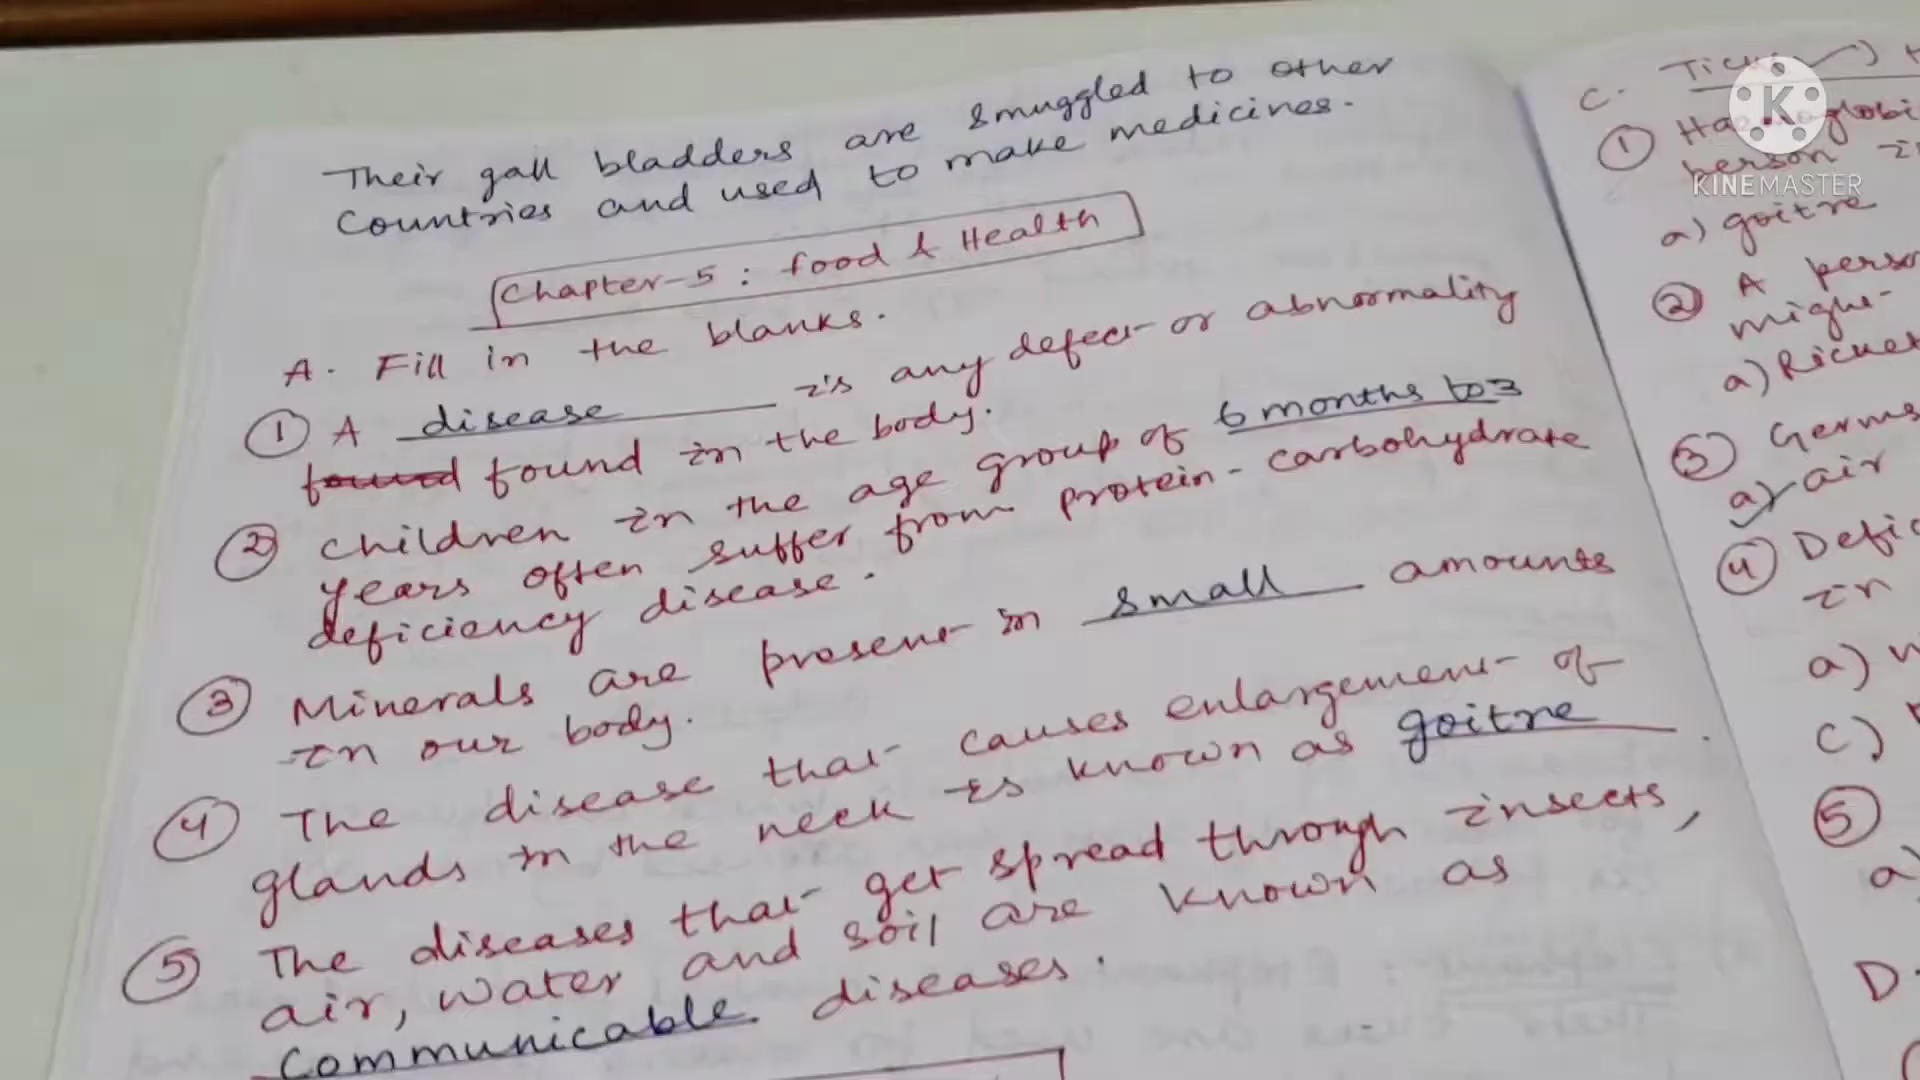 Their gall bladders are smuggled to other
Countries and used to make medicines.
Chapter-5: food & Health
A. Fill in the blanks.
① A disease is any defect or abnormality
found found in the body.
② Children in the age group of 6 months to 3
years often suffer from protein-carbohydrate
deficiency disease.
③ Minerals are present in small amounts
in our body.
④ The disease that causes enlargement of
glands in the neck is known as goitre.
⑤ The diseases that get spread through insects,
air, water and soil are known as
Communicable diseases.
C. Tick
①
person
a) goitre
② A
a)
③ Germs
a) air
④
in
a)
c)
⑤
a)
D.
K
KINEMASTER